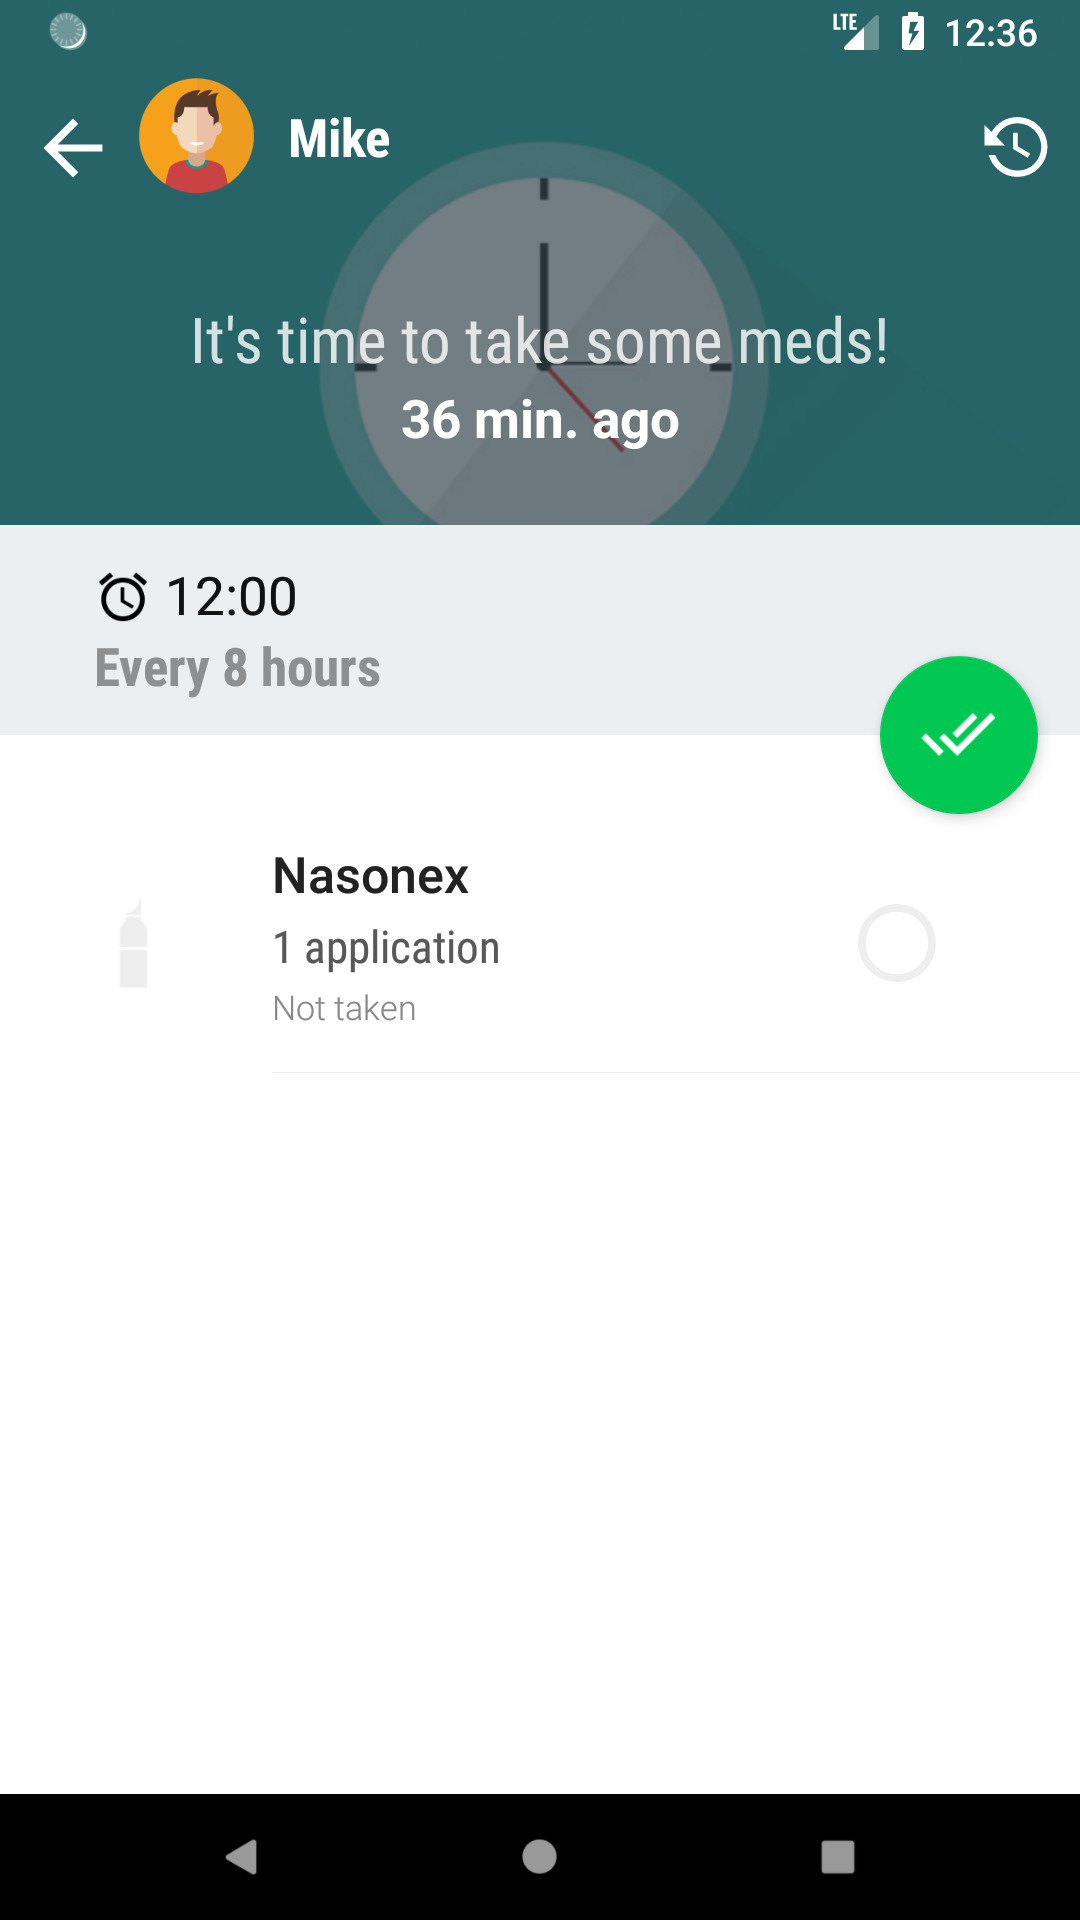 LTE 12:36
Mike
It's time to take some meds!
36 min. ago
12:00
Every 8 hours
Nasonex
1 application
Not taken